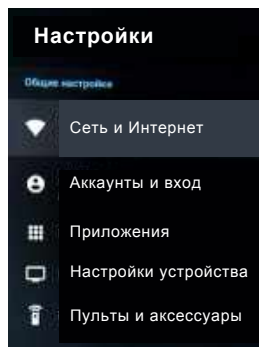 Настройки
Общие настройки
Сеть и Интернет
Аккаунты и вход
Приложения
Настройки устройства
Пульты и аксессуары